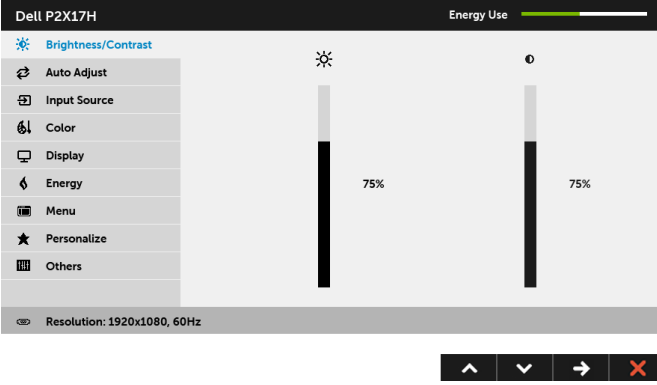 Dell P2X17H
Energy Use
Brightness/Contrast
Auto Adjust
Input Source
Color
Display
Energy
Menu
Personalize
Others
75%
75%
Resolution: 1920x1080, 60Hz